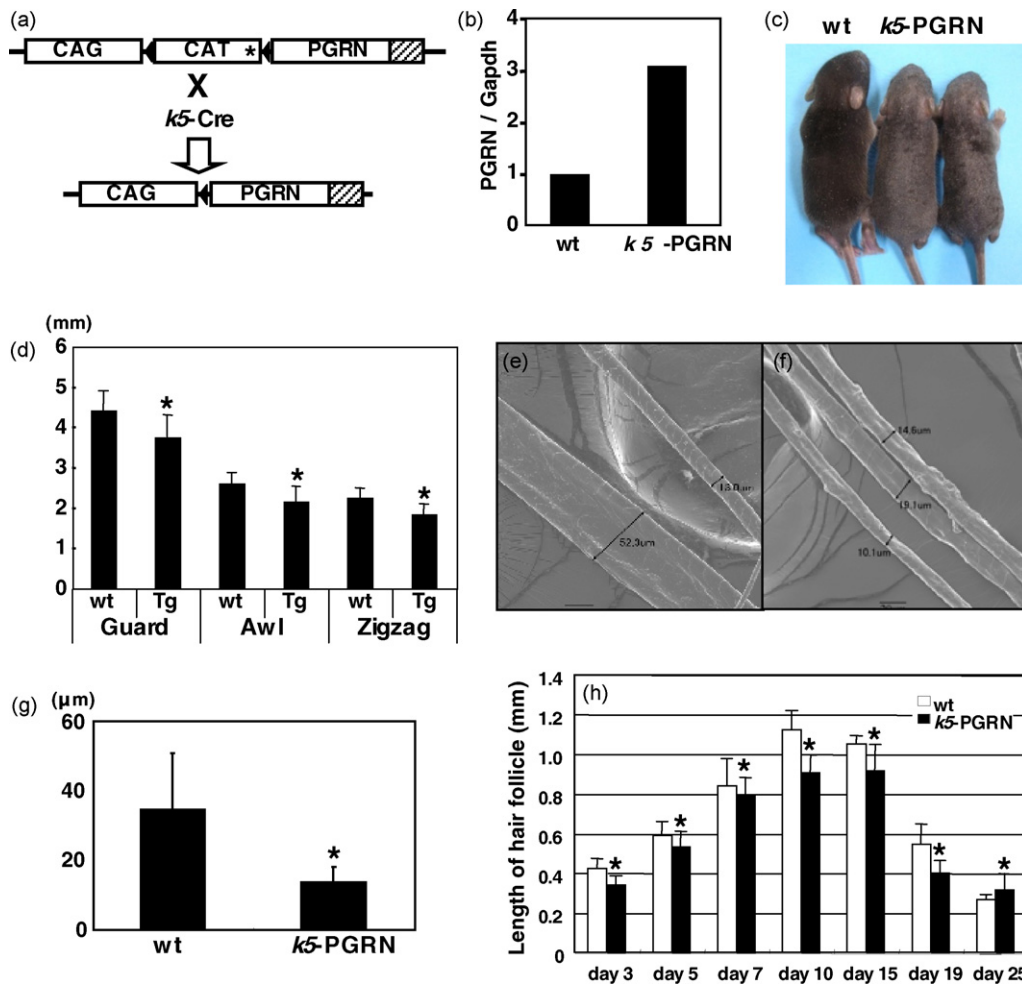 (a)
CAG CAT * PGRN
X
k5-Cre
CAG PGRN
(b)
PGRN / Gapdh
4
3
2
1
0
wt k5-PGRN
(c)
wt k5-PGRN
(d)
(mm)
6
5
4
3
2
1
0
* * *
wt Tg wt Tg wt Tg
Guard Awl Zigzag
(e)
13.0um
52.3um
(f)
14.6um
19.1um
10.1um
(g)
(µm)
60
40
20
0
*
wt k5-PGRN
(h)
Length of hair follicle (mm)
1.4
1.2
1.0
0.8
0.6
0.4
0.2
0
wt
k5-PGRN
* * * * * * *
day 3 day 5 day 7 day 10 day 15 day 19 day 25